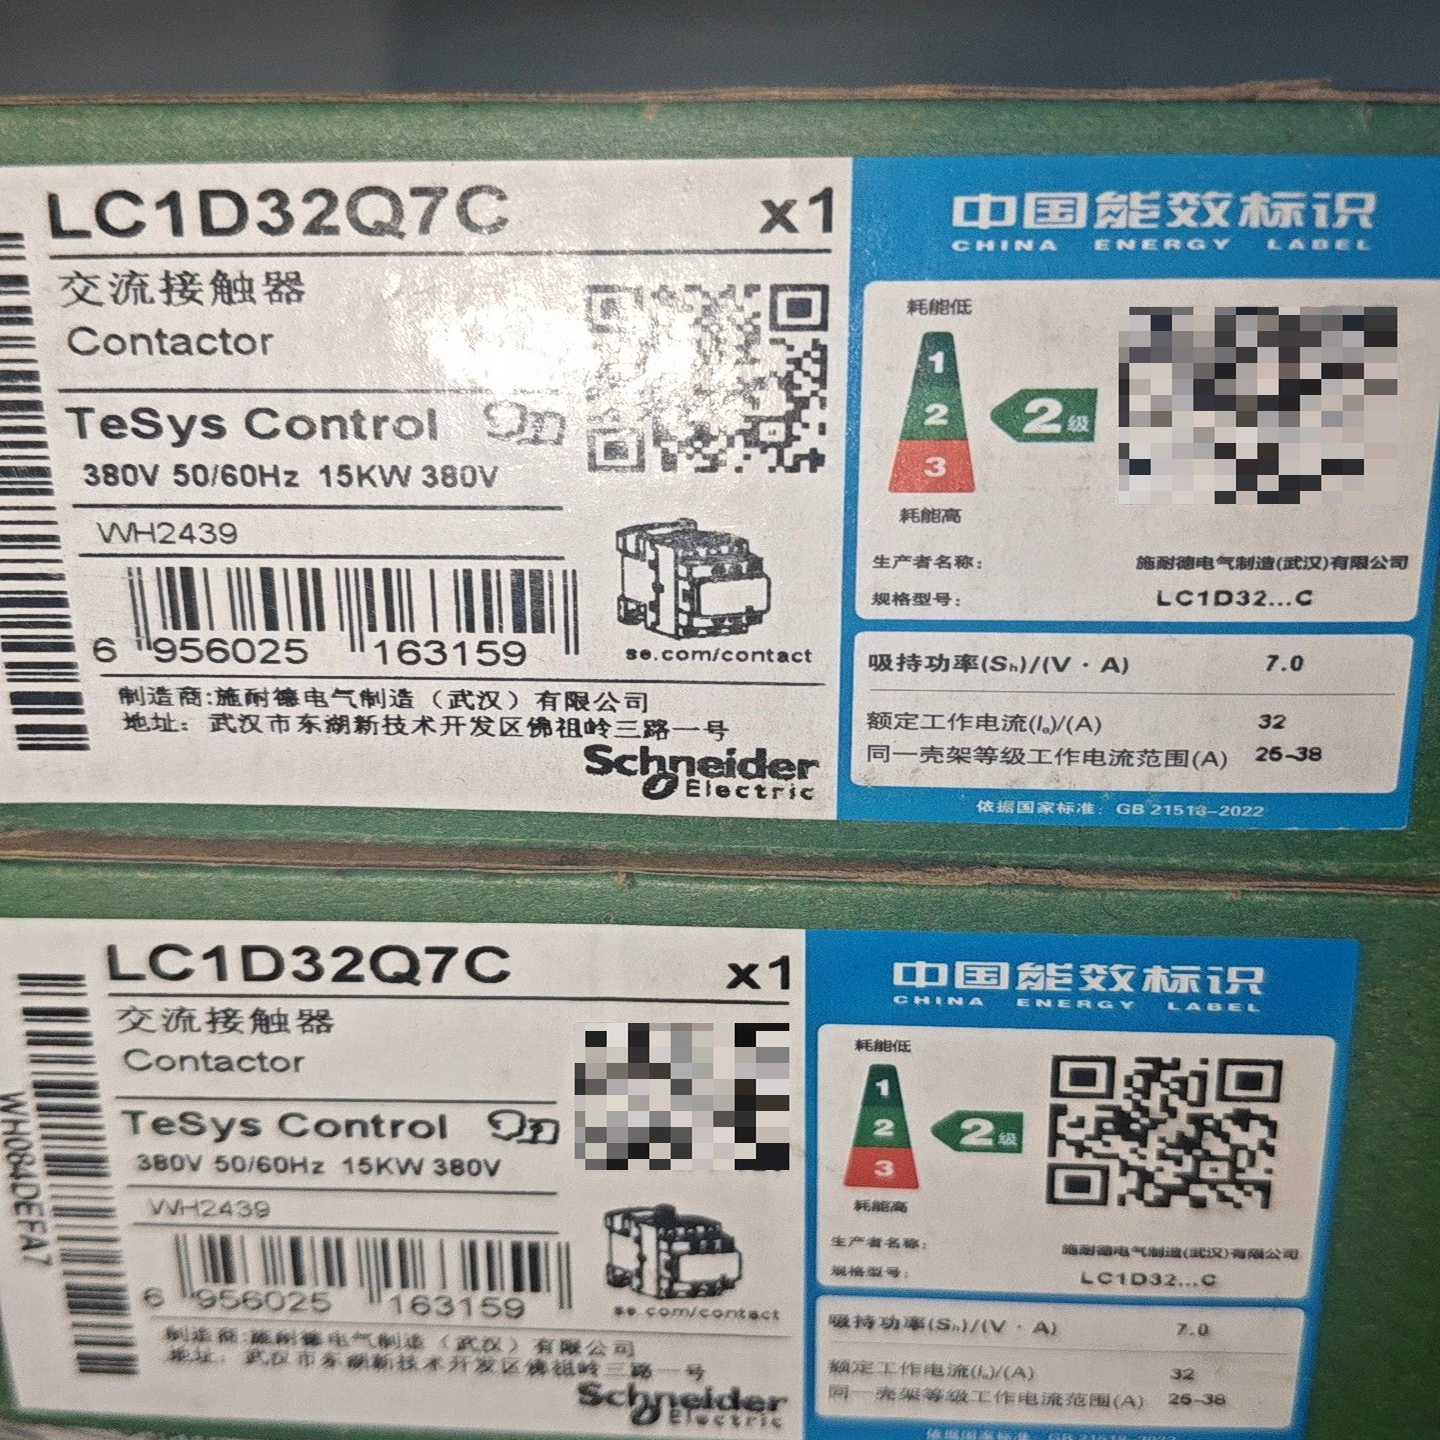 LC1D32Q7C x1
交流接触器
Contactor
TeSys Control
380V 50/60Hz 15KW 380V
WH2439
6 956025 163159
se.com/contact
制造商:施耐德电气制造（武汉）有限公司
地址：武汉市东湖新技术开发区佛祖岭三路一号
Schneider
Electric
中国能效标识
CHINA ENERGY LABEL
耗能低
1
2
3
2级
耗能高
生产者名称：
施耐德电气制造(武汉)有限公司
规格型号：
LC1D32...C
吸持功率(Sₕ)/(V·A) 7.0
额定工作电流(Iₑ)/(A) 32
同一壳架等级工作电流范围(A) 25-38
依据国家标准：GB 21518-2022
LC1D32Q7C x1
交流接触器
Contactor
TeSys Control
380V 50/60Hz 15KW 380V
WH2439
6 956025 163159
se.com/contact
制造商:施耐德电气制造（武汉）有限公司
地址：武汉市东湖新技术开发区佛祖岭三路一号
Schneider
Electric
WH084DEFA7
中国能效标识
CHINA ENERGY LABEL
耗能低
1
2
3
2级
耗能高
生产者名称：
施耐德电气制造(武汉)有限公司
规格型号：
LC1D32...C
吸持功率(Sₕ)/(V·A) 7.0
额定工作电流(Iₑ)/(A) 32
同一壳架等级工作电流范围(A) 25-38
依据国家标准：GB 21518-2022